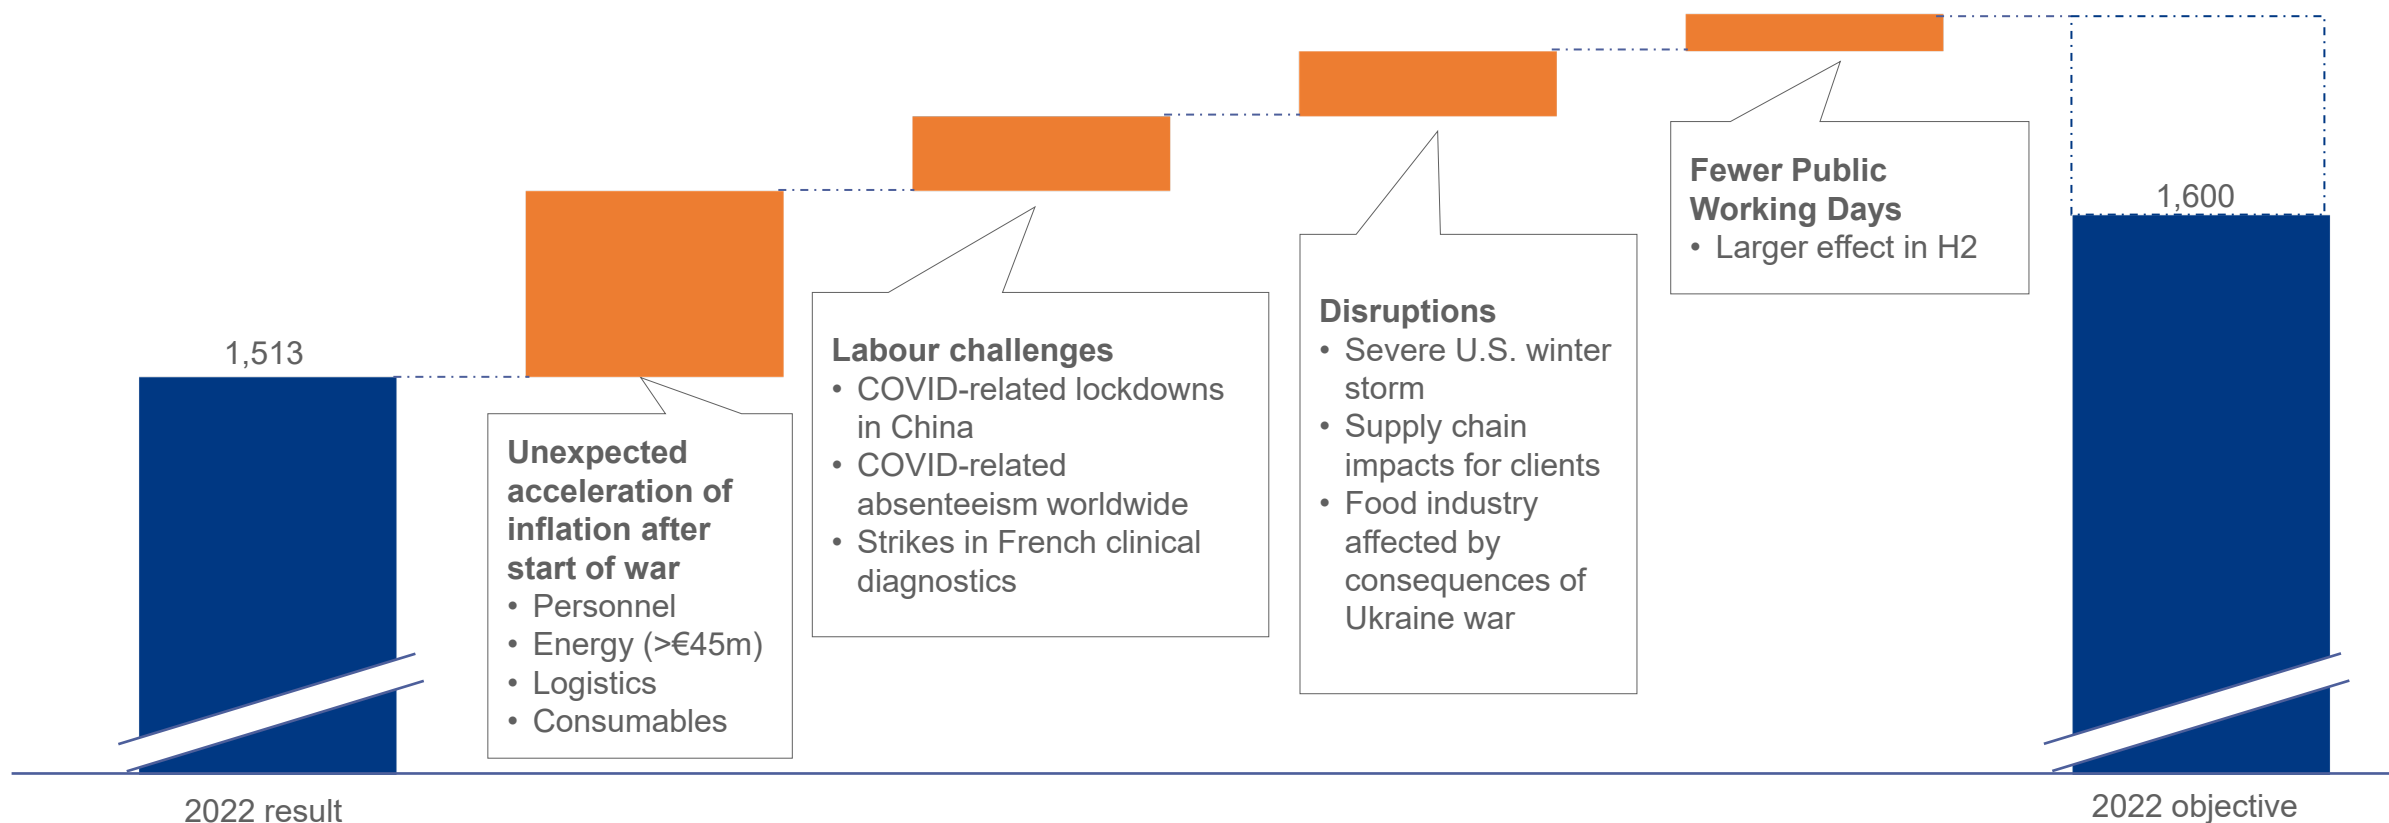 1,513
2022 result
Unexpected
acceleration of
inflation after
start of war
• Personnel
• Energy (>€45m)
• Logistics
• Consumables
Labour challenges
• COVID-related lockdowns
in China
• COVID-related
absenteeism worldwide
• Strikes in French clinical
diagnostics
Disruptions
• Severe U.S. winter
storm
• Supply chain
impacts for clients
• Food industry
affected by
consequences of
Ukraine war
Fewer Public
Working Days
• Larger effect in H2
1,600
2022 objective